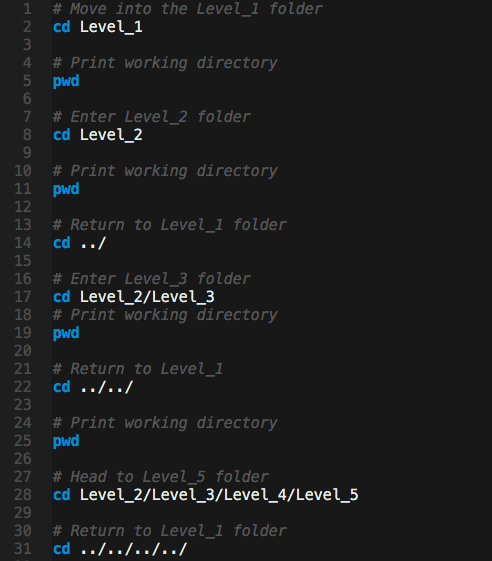 1 # Move into the Level_1 folder
2 cd Level_1
3
4 # Print working directory
5 pwd
6
7 # Enter Level_2 folder
8 cd Level_2
9
10 # Print working directory
11 pwd
12
13 # Return to Level_1 folder
14 cd ../
15
16 # Enter Level_3 folder
17 cd Level_2/Level_3
18 # Print working directory
19 pwd
20
21 # Return to Level_1
22 cd ../../
23
24 # Print working directory
25 pwd
26
27 # Head to Level_5 folder
28 cd Level_2/Level_3/Level_4/Level_5
29
30 # Return to Level_1 folder
31 cd ../../../../